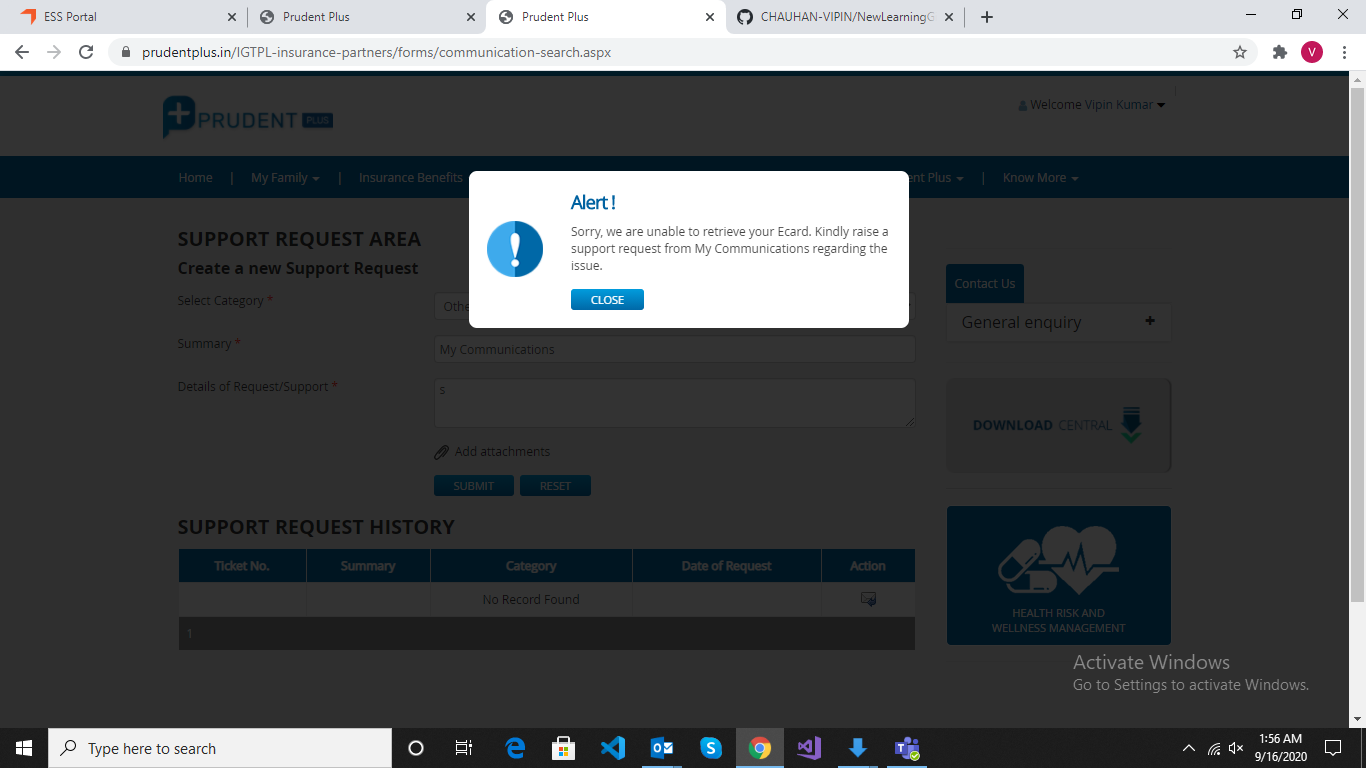 ESS Portal
Prudent Plus
Prudent Plus
CHAUHAN-VIPIN/NewLearningG
prudentplus.in/IGTPL-insurance-partners/forms/communication-search.aspx
V
PRUDENT PLUS
Welcome Vipin Kumar
Home | My Family | Insurance Benefits
ent Plus | Know More
Alert !
Sorry, we are unable to retrieve your Ecard. Kindly raise a
support request from My Communications regarding the
issue.
CLOSE
SUPPORT REQUEST AREA
Create a new Support Request
Select Category *
Othe
Summary *
My Communications
Details of Request/Support *
s
Add attachments
SUBMIT RESET
Contact Us
General enquiry +
DOWNLOAD CENTRAL
SUPPORT REQUEST HISTORY
Ticket No. Summary Category Date of Request Action
No Record Found
1
HEALTH RISK AND
WELLNESS MANAGEMENT
Activate Windows
Go to Settings to activate Windows.
Type here to search
1:56 AM
9/16/2020